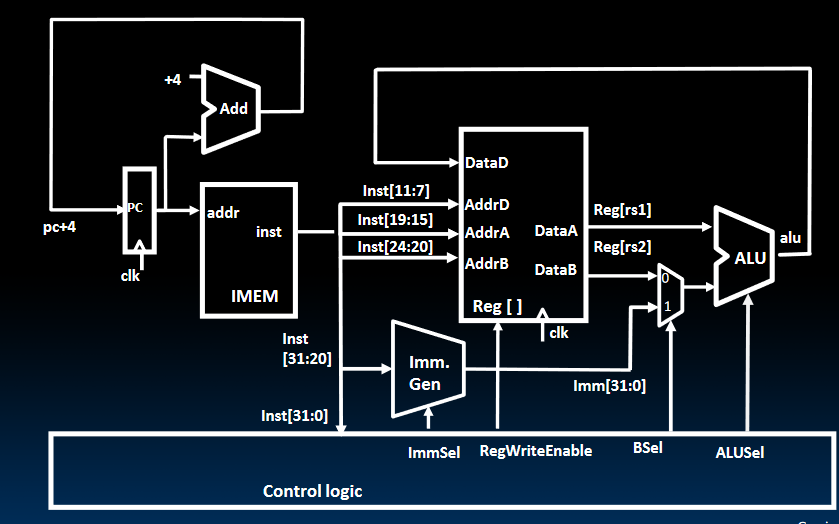 +4
Add
pc+4
PC
clk
addr
inst
IMEM
Inst[11:7]
Inst[19:15]
Inst[24:20]
DataD
AddrD
AddrA
AddrB
DataA
DataB
Reg [ ]
clk
Reg[rs1]
Reg[rs2]
0
1
ALU
alu
Inst
[31:20]
Imm.
Gen
Imm[31:0]
Inst[31:0]
ImmSel
RegWriteEnable
BSel
ALUSel
Control logic